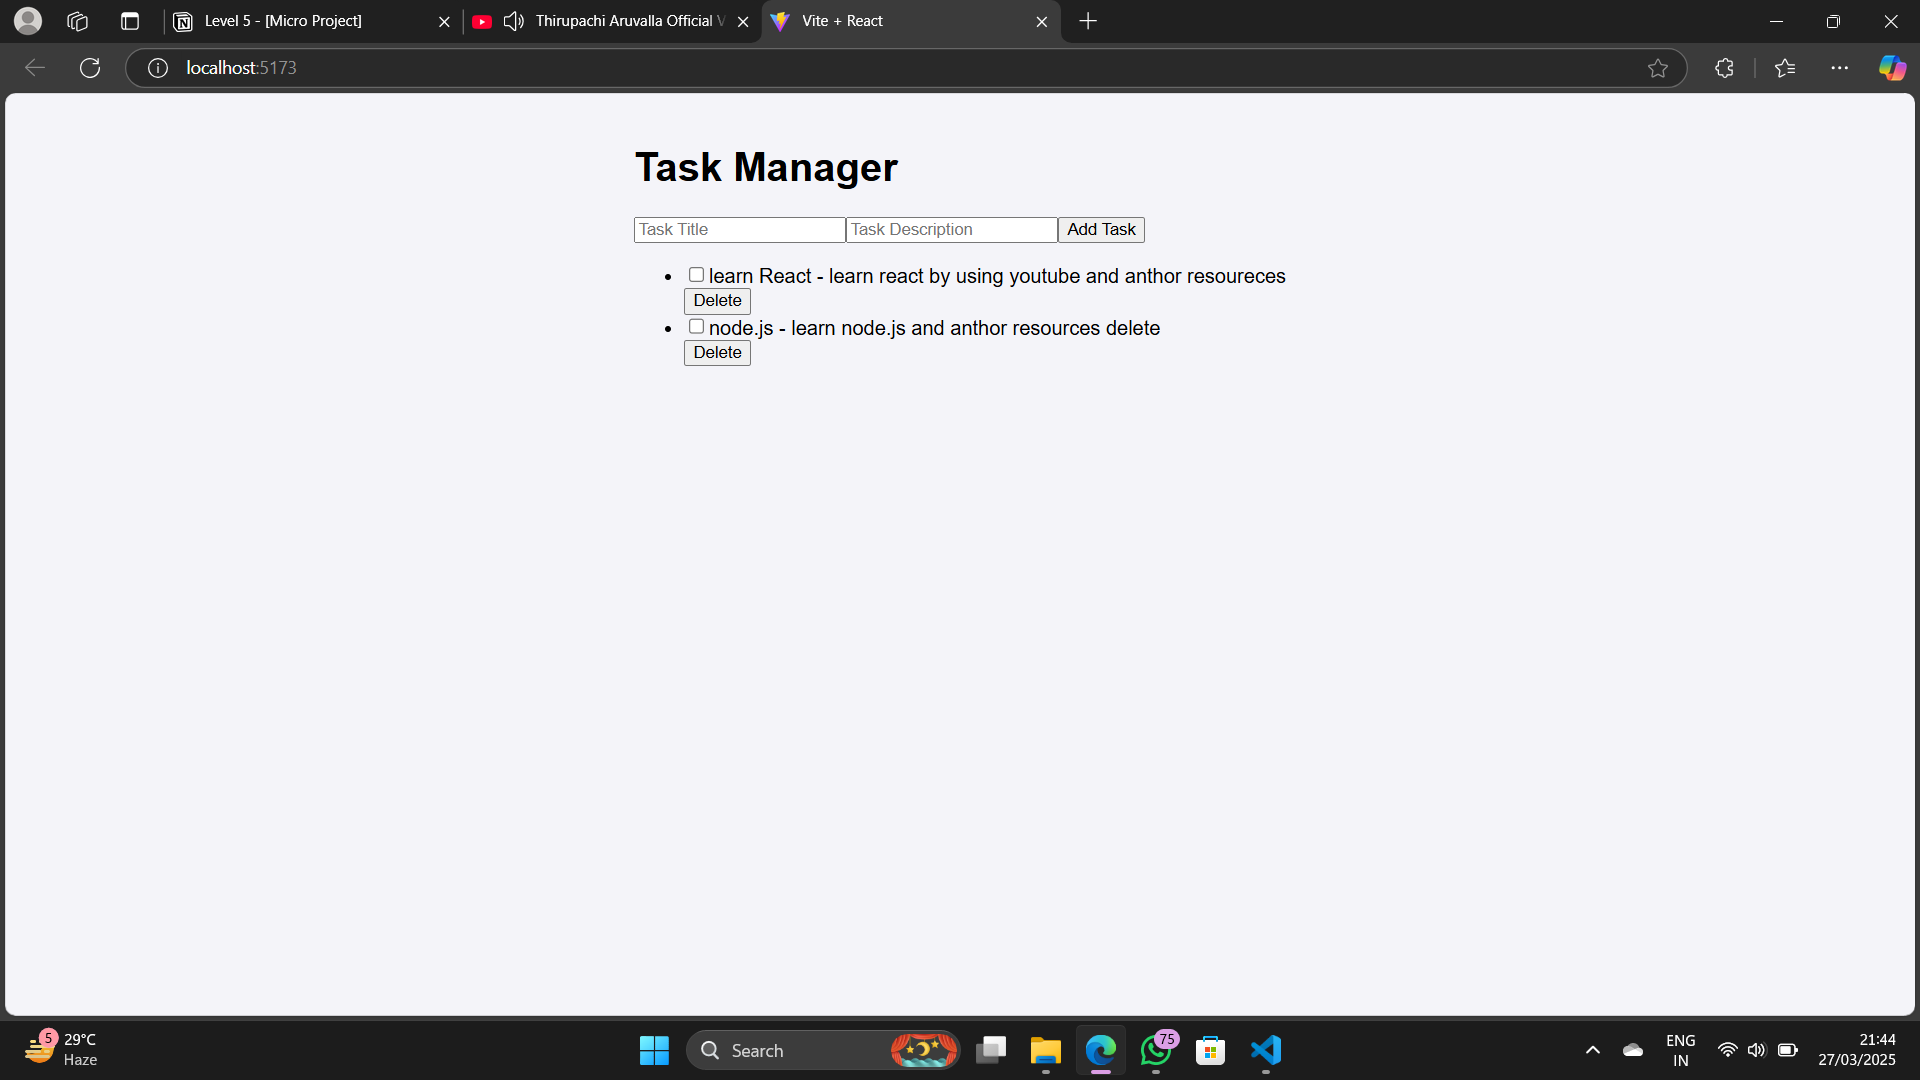 Level 5 - [Micro Project]
Thirupachi Aruvalla Official V
Vite + React
localhost:5173
Task Manager
Task Title
Task Description
Add Task
learn React - learn react by using youtube and anthor resoureces
Delete
node.js - learn node.js and anthor resources delete
Delete
5
29°C
Haze
Search
75
ENG
IN
21:44
27/03/2025